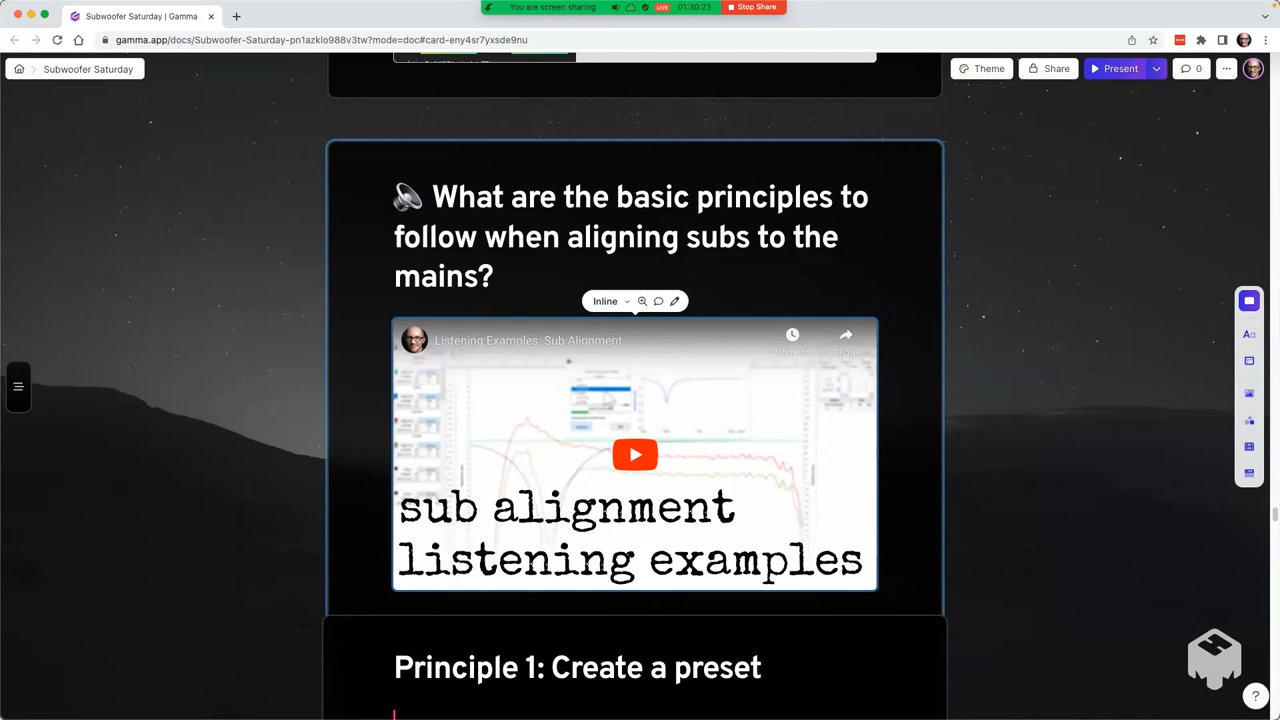 You are screen sharing
LIVE
01:30:23
Stop Share
Subwoofer Saturday | Gamma
gamma.app/docs/Subwoofer-Saturday-pn1azklo988v3tw?mode=doc#card-eny4sr7yxsde9nu
Subwoofer Saturday
Theme
Share
Present
0
🔈 What are the basic principles to
follow when aligning subs to the
mains?
Inline
Listening Examples: Sub Alignment
Watch later
Share
sub alignment
listening examples
Principle 1: Create a preset
Aa
?